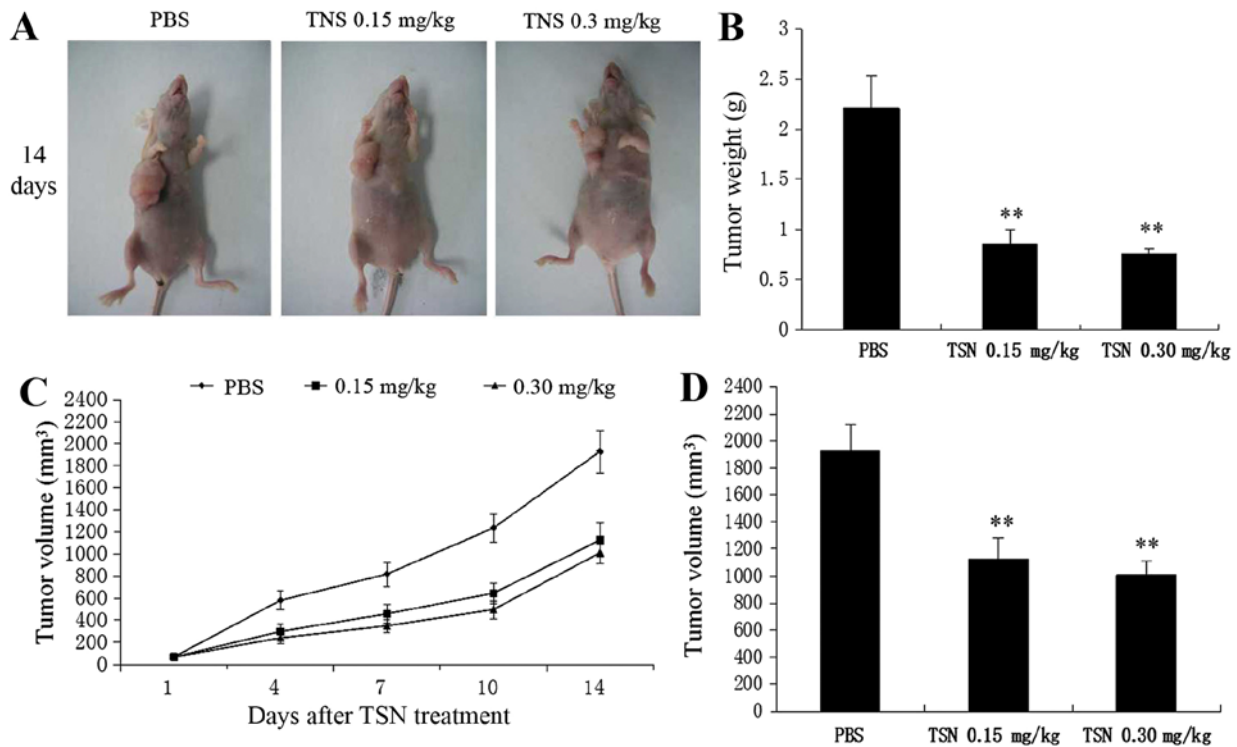 A
PBS
TNS 0.15 mg/kg
TNS 0.3 mg/kg
14
days
B
Tumor weight (g)
3
2.5
2
1.5
1
0.5
0
**
**
PBS
TSN 0.15 mg/kg
TSN 0.30 mg/kg
C
PBS
0.15 mg/kg
0.30 mg/kg
Tumor volume (mm³)
2400
2200
2000
1800
1600
1400
1200
1000
800
600
400
200
0
1
4
7
10
14
Days after TSN treatment
D
Tumor volume (mm³)
2400
2200
2000
1800
1600
1400
1200
1000
800
600
400
200
0
**
**
PBS
TSN 0.15 mg/kg
TSN 0.30 mg/kg